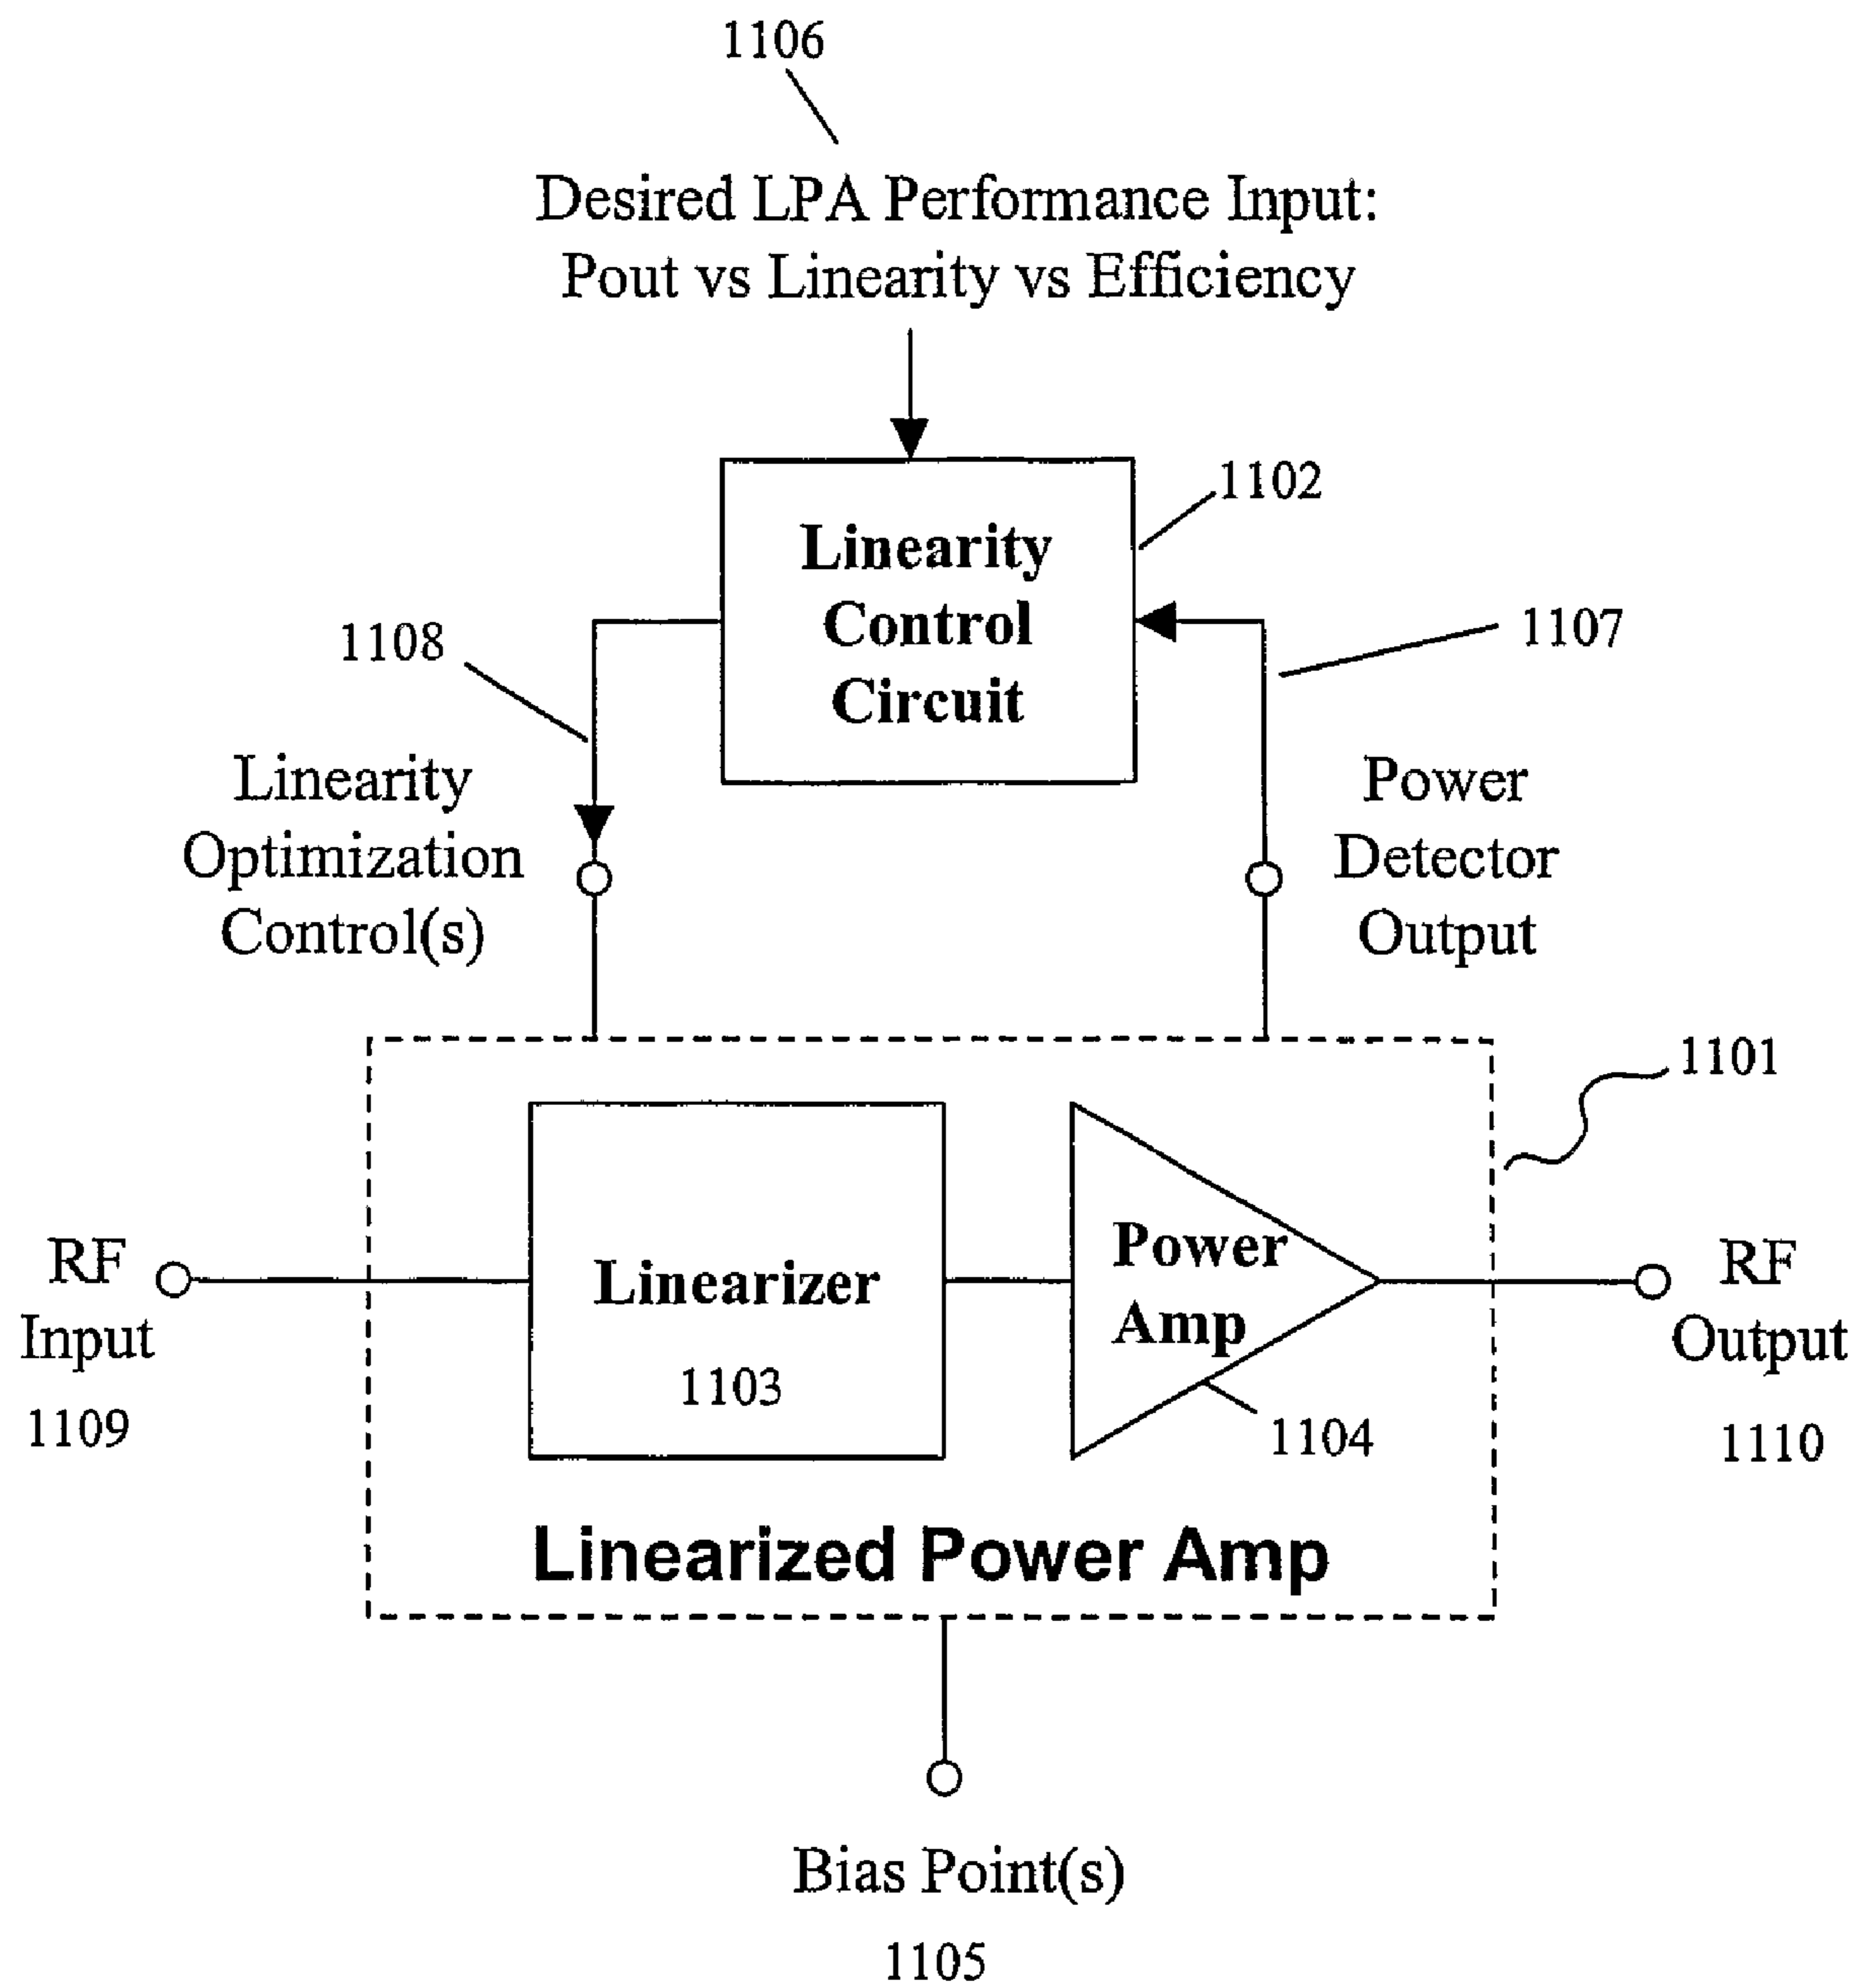 1106
Desired LPA Performance Input:
Pout vs Linearity vs Efficiency
1102
Linearity
Control
Circuit
1108
1107
Linearity
Optimization
Control(s)
Power
Detector
Output
1101
RF
Input
1109
Linearizer
1103
Power
Amp
1104
RF
Output
1110
Linearized Power Amp
Bias Point(s)
1105